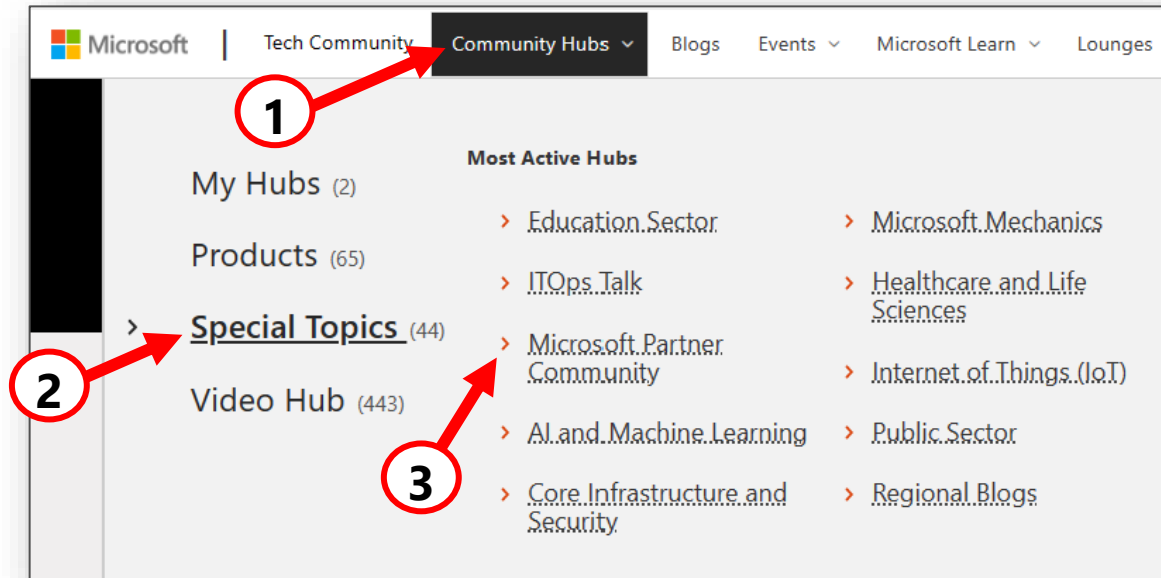 Microsoft | Tech Community Community Hubs Blogs Events Microsoft Learn Lounges
1
Most Active Hubs
My Hubs (2)
Products (65)
Special Topics (44)
Video Hub (443)
2
Education Sector
ITOps Talk
Microsoft Partner
Community
AI and Machine Learning
Core Infrastructure and
Security
3
Microsoft Mechanics
Healthcare and Life
Sciences
Internet of Things (IoT)
Public Sector
Regional Blogs